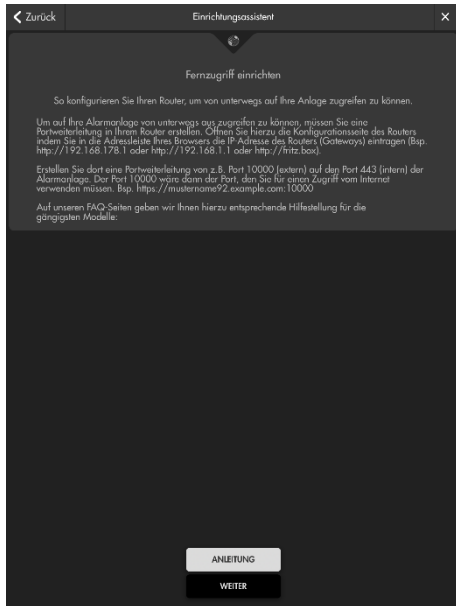 Zurück
Einrichtungsassistent
×
Fernzugriff einrichten
So konfigurieren Sie Ihren Router, um von unterwegs auf Ihre Anlage zugreifen zu können.
Um auf Ihre Alarmanlage von unterwegs aus zugreifen zu können, müssen Sie eine
Portweiterleitung in Ihrem Router erstellen. Öffnen Sie hierzu die Konfigurationsseite des Routers
indem Sie in die Adressleiste Ihres Browsers die IP-Adresse des Routers (Gateways) eintragen (Bsp.
http://192.168.178.1 oder http://192.168.1.1 oder http://fritz.box).
Erstellen Sie dort eine Portweiterleitung von z.B. Port 10000 (extern) auf den Port 443 (intern) der
Alarmanlage. Der Port 10000 wäre dann der Port, den Sie für einen Zugriff vom Internet
verwenden müssen. Bsp. https://mustername92.example.com:10000
Auf unseren FAQ-Seiten geben wir Ihnen hierzu entsprechende Hilfestellung für die
gängigsten Modelle:
ANLEITUNG
WEITER